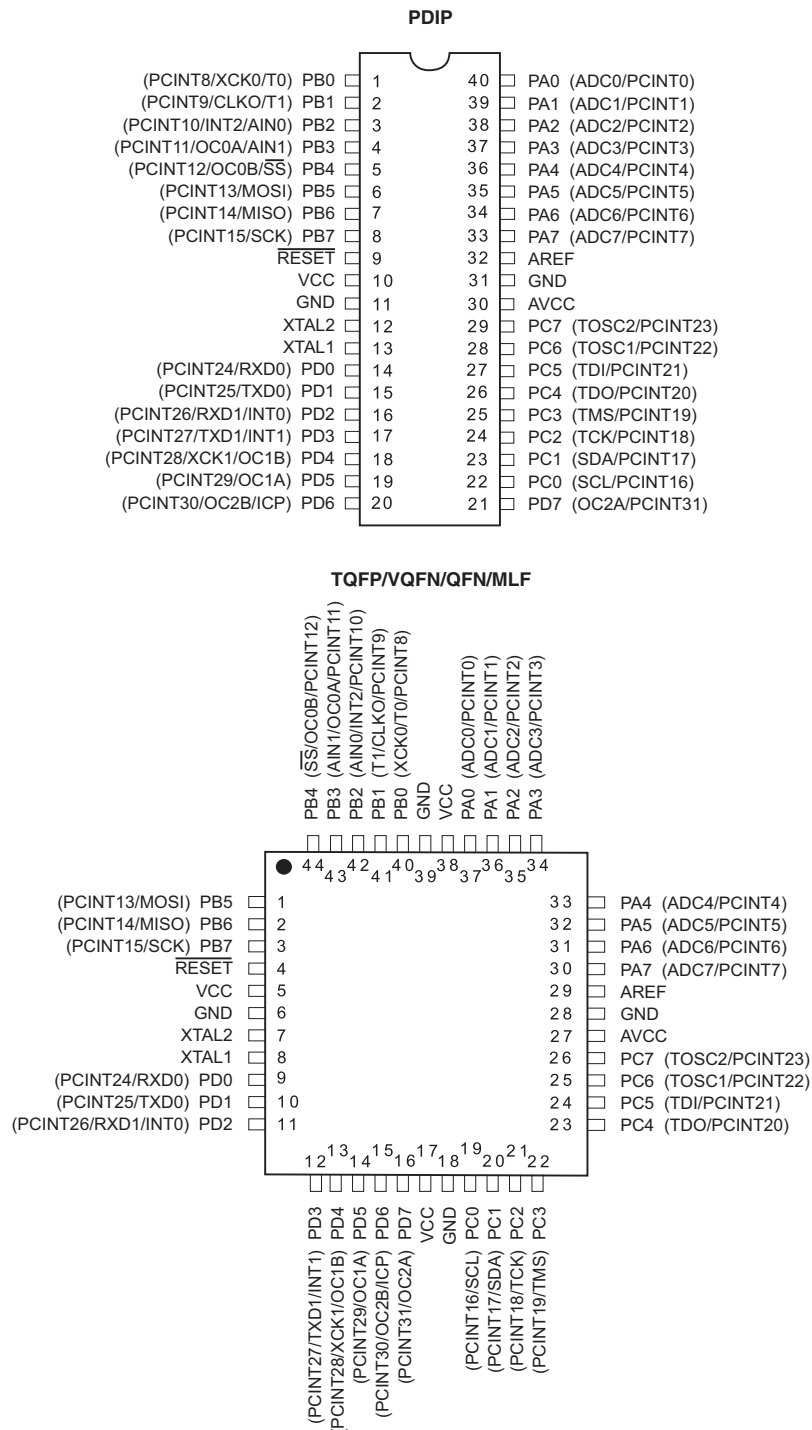 PDIP
(PCINT8/XCK0/T0) PB0 1 40 PA0 (ADC0/PCINT0)
(PCINT9/CLKO/T1) PB1 2 39 PA1 (ADC1/PCINT1)
(PCINT10/INT2/AIN0) PB2 3 38 PA2 (ADC2/PCINT2)
(PCINT11/OC0A/AIN1) PB3 4 37 PA3 (ADC3/PCINT3)
(PCINT12/OC0B/S̅S̅) PB4 5 36 PA4 (ADC4/PCINT4)
(PCINT13/MOSI) PB5 6 35 PA5 (ADC5/PCINT5)
(PCINT14/MISO) PB6 7 34 PA6 (ADC6/PCINT6)
(PCINT15/SCK) PB7 8 33 PA7 (ADC7/PCINT7)
R̅E̅S̅E̅T̅ 9 32 AREF
VCC 10 31 GND
GND 11 30 AVCC
XTAL2 12 29 PC7 (TOSC2/PCINT23)
XTAL1 13 28 PC6 (TOSC1/PCINT22)
(PCINT24/RXD0) PD0 14 27 PC5 (TDI/PCINT21)
(PCINT25/TXD0) PD1 15 26 PC4 (TDO/PCINT20)
(PCINT26/RXD1/INT0) PD2 16 25 PC3 (TMS/PCINT19)
(PCINT27/TXD1/INT1) PD3 17 24 PC2 (TCK/PCINT18)
(PCINT28/XCK1/OC1B) PD4 18 23 PC1 (SDA/PCINT17)
(PCINT29/OC1A) PD5 19 22 PC0 (SCL/PCINT16)
(PCINT30/OC2B/ICP) PD6 20 21 PD7 (OC2A/PCINT31)
TQFP/VQFN/QFN/MLF
PB4 (S̅S̅/OC0B/PCINT12)
PB3 (AIN1/OC0A/PCINT11)
PB2 (AIN0/INT2/PCINT10)
PB1 (T1/CLKO/PCINT9)
PB0 (XCK0/T0/PCINT8)
GND
VCC
PA0 (ADC0/PCINT0)
PA1 (ADC1/PCINT1)
PA2 (ADC2/PCINT2)
PA3 (ADC3/PCINT3)
44 43 42 41 40 39 38 37 36 35 34
(PCINT13/MOSI) PB5 1 33 PA4 (ADC4/PCINT4)
(PCINT14/MISO) PB6 2 32 PA5 (ADC5/PCINT5)
(PCINT15/SCK) PB7 3 31 PA6 (ADC6/PCINT6)
R̅E̅S̅E̅T̅ 4 30 PA7 (ADC7/PCINT7)
VCC 5 29 AREF
GND 6 28 GND
XTAL2 7 27 AVCC
XTAL1 8 26 PC7 (TOSC2/PCINT23)
(PCINT24/RXD0) PD0 9 25 PC6 (TOSC1/PCINT22)
(PCINT25/TXD0) PD1 10 24 PC5 (TDI/PCINT21)
(PCINT26/RXD1/INT0) PD2 11 23 PC4 (TDO/PCINT20)
12 13 14 15 16 17 18 19 20 21 22
(PCINT27/TXD1/INT1) PD3
PCINT28/XCK1/OC1B) PD4
(PCINT29/OC1A) PD5
(PCINT30/OC2B/ICP) PD6
(PCINT31/OC2A) PD7
VCC
GND
(PCINT16/SCL) PC0
(PCINT17/SDA) PC1
(PCINT18/TCK) PC2
(PCINT19/TMS) PC3